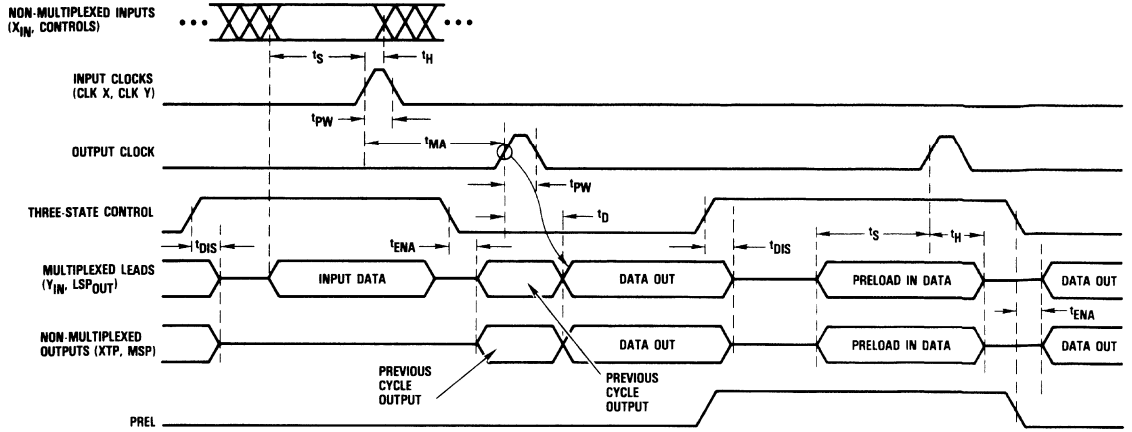 NON-MULTIPLEXED INPUTS
(XIN, CONTROLS)
tS
tH
INPUT CLOCKS
(CLK X, CLK Y)
tPW
tMA
OUTPUT CLOCK
tPW
THREE-STATE CONTROL
tD
tDIS
tENA
tDIS
tS
tH
MULTIPLEXED LEADS
(YIN, LSPOUT)
INPUT DATA
DATA OUT
PRELOAD IN DATA
DATA OUT
tENA
NON-MULTIPLEXED
OUTPUTS (XTP, MSP)
DATA OUT
PRELOAD IN DATA
DATA OUT
PREVIOUS
CYCLE
OUTPUT
PREVIOUS
CYCLE
OUTPUT
PREL